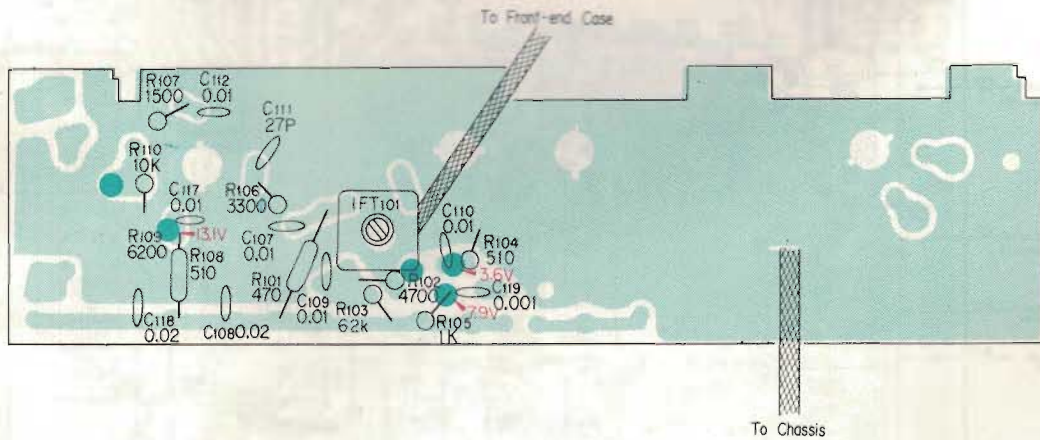 To Front-end Case
R107
1500
C112
0.01
C111
27P
R110
10K
C117
0.01
R106
3300
IFT101
C110
0.01
R104
510
R109
6200
13.1V
R108
510
C107
0.01
R101
470
C109
0.01
R102
4700
3.6V
C119
0.001
R103
62k
7.9V
R105
1K
C118
0.02
C108 0.02
To Chassis